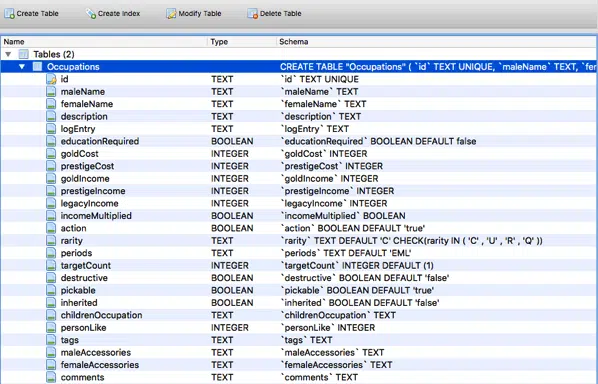 Create Table Create Index Modify Table Delete Table
Name Type Schema
Tables (2)
Occupations CREATE TABLE "Occupations" ( `id` TEXT UNIQUE, `maleName` TEXT, `fem
id TEXT `id` TEXT UNIQUE
maleName TEXT `maleName` TEXT
femaleName TEXT `femaleName` TEXT
description TEXT `description` TEXT
logEntry TEXT `logEntry` TEXT
educationRequired BOOLEAN `educationRequired` BOOLEAN DEFAULT false
goldCost INTEGER `goldCost` INTEGER
prestigeCost INTEGER `prestigeCost` INTEGER
goldIncome INTEGER `goldIncome` INTEGER
prestigeIncome INTEGER `prestigeIncome` INTEGER
legacyIncome INTEGER `legacyIncome` INTEGER
incomeMultiplied BOOLEAN `incomeMultiplied` BOOLEAN
action BOOLEAN `action` BOOLEAN DEFAULT 'true'
rarity TEXT `rarity` TEXT DEFAULT 'C' CHECK(rarity IN ( 'C' , 'U' , 'R' , 'Q' ))
periods TEXT `periods` TEXT DEFAULT 'EML'
targetCount INTEGER `targetCount` INTEGER DEFAULT (1)
destructive BOOLEAN `destructive` BOOLEAN DEFAULT 'false'
pickable BOOLEAN `pickable` BOOLEAN DEFAULT 'true'
inherited BOOLEAN `inherited` BOOLEAN DEFAULT 'false'
childrenOccupation TEXT `childrenOccupation` TEXT
personLike INTEGER `personLike` INTEGER
tags TEXT `tags` TEXT
maleAccessories TEXT `maleAccessories` TEXT
femaleAccessories TEXT `femaleAccessories` TEXT
comments TEXT `comments` TEXT